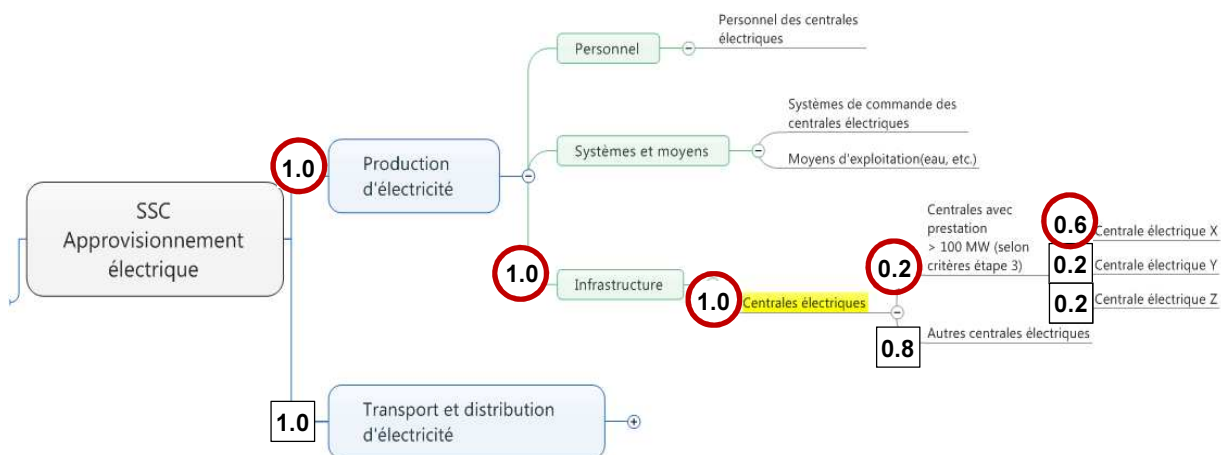 Personnel des centrales
électriques
Personnel
Systèmes de commande des
centrales électriques
Systèmes et moyens
Moyens d'exploitation(eau, etc.)
1.0
Production
d'électricité
SSC
Approvisionnement
électrique
Centrales avec
prestation
> 100 MW (selon
critères étape 3)
0.6
Centrale électrique X
0.2
0.2
Centrale électrique Y
1.0
Infrastructure
1.0
Centrales électriques
0.2
Centrale électrique Z
0.8
Autres centrales électriques
1.0
Transport et distribution
d'électricité